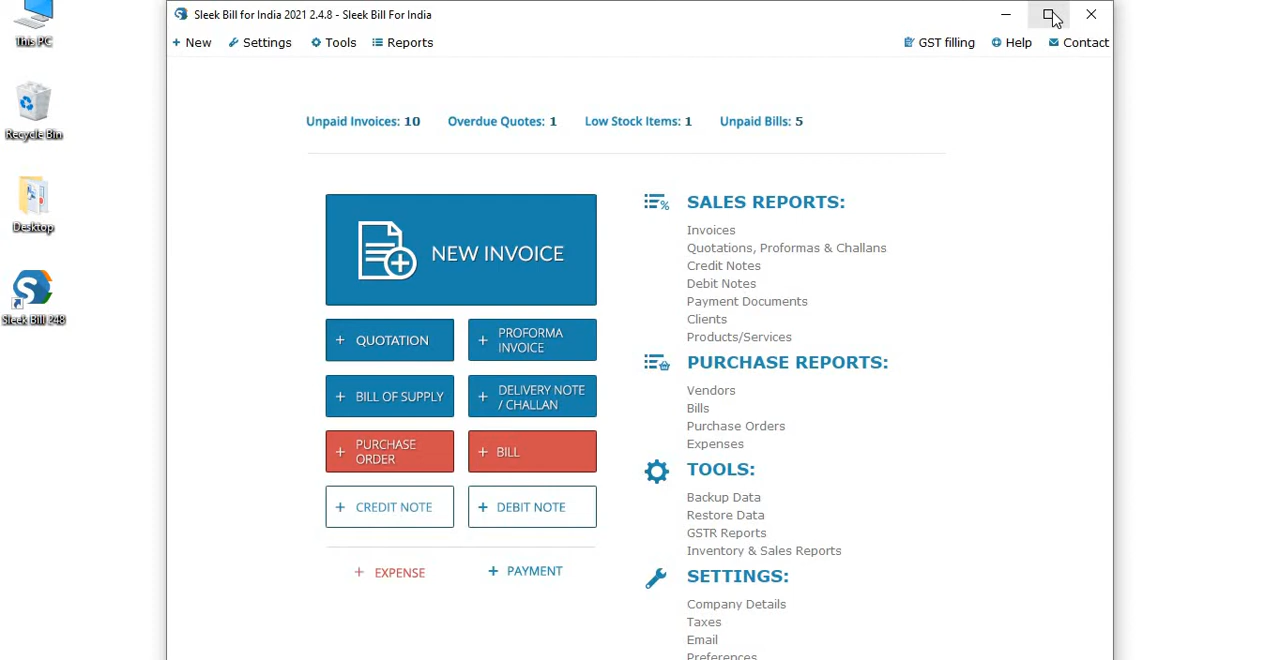 This PC
Recycle Bin
Desktop
Sleek Bill 248
Sleek Bill for India 2021 2.4.8 - Sleek Bill For India
+ New Settings Tools Reports GST filling Help Contact
Unpaid Invoices: 10 Overdue Quotes: 1 Low Stock Items: 1 Unpaid Bills: 5
NEW INVOICE
+ QUOTATION
+ PROFORMA
INVOICE
+ BILL OF SUPPLY
+ DELIVERY NOTE
/ CHALLAN
+ PURCHASE
ORDER
+ BILL
+ CREDIT NOTE
+ DEBIT NOTE
+ EXPENSE
+ PAYMENT
SALES REPORTS:
Invoices
Quotations, Proformas & Challans
Credit Notes
Debit Notes
Payment Documents
Clients
Products/Services
PURCHASE REPORTS:
Vendors
Bills
Purchase Orders
Expenses
TOOLS:
Backup Data
Restore Data
GSTR Reports
Inventory & Sales Reports
SETTINGS:
Company Details
Taxes
Email
Preferences